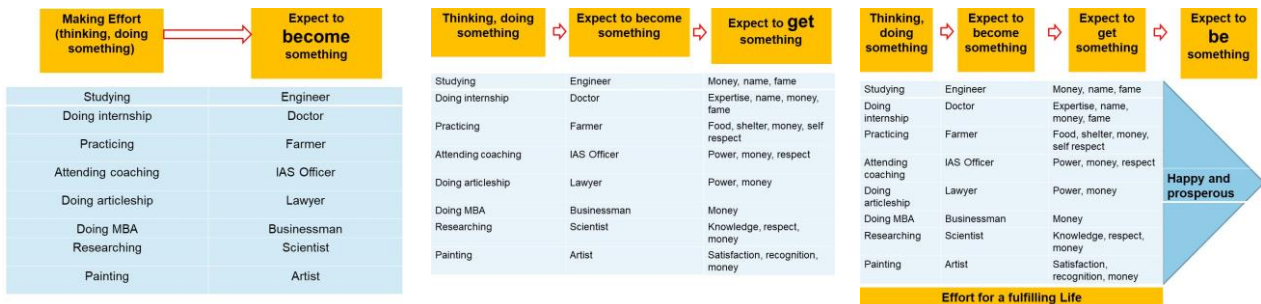 Making Effort
(thinking, doing
something)
Expect to
become
something
Studying Engineer
Doing internship Doctor
Practicing Farmer
Attending coaching IAS Officer
Doing articleship Lawyer
Doing MBA Businessman
Researching Scientist
Painting Artist
Thinking, doing
something
Expect to become
something
Expect to get
something
Studying Engineer Money, name, fame
Doing internship Doctor Expertise, name, money,
fame
Practicing Farmer Food, shelter, money, self
respect
Attending coaching IAS Officer Power, money, respect
Doing articleship Lawyer Power, money
Doing MBA Businessman Money
Researching Scientist Knowledge, respect,
money
Painting Artist Satisfaction, recognition,
money
Thinking,
doing
something
Expect to
become
something
Expect to
get
something
Expect to
be
something
Studying Engineer Money, name, fame
Doing Doctor Expertise, name,
internship money, fame
Practicing Farmer Food, shelter, money,
self respect
Attending IAS Officer Power, money, respect
coaching
Doing Lawyer Power, money
articleship
Doing MBA Businessman Money
Researching Scientist Knowledge, respect,
money
Painting Artist Satisfaction,
recognition, money
Happy and
prosperous
Effort for a fulfilling Life